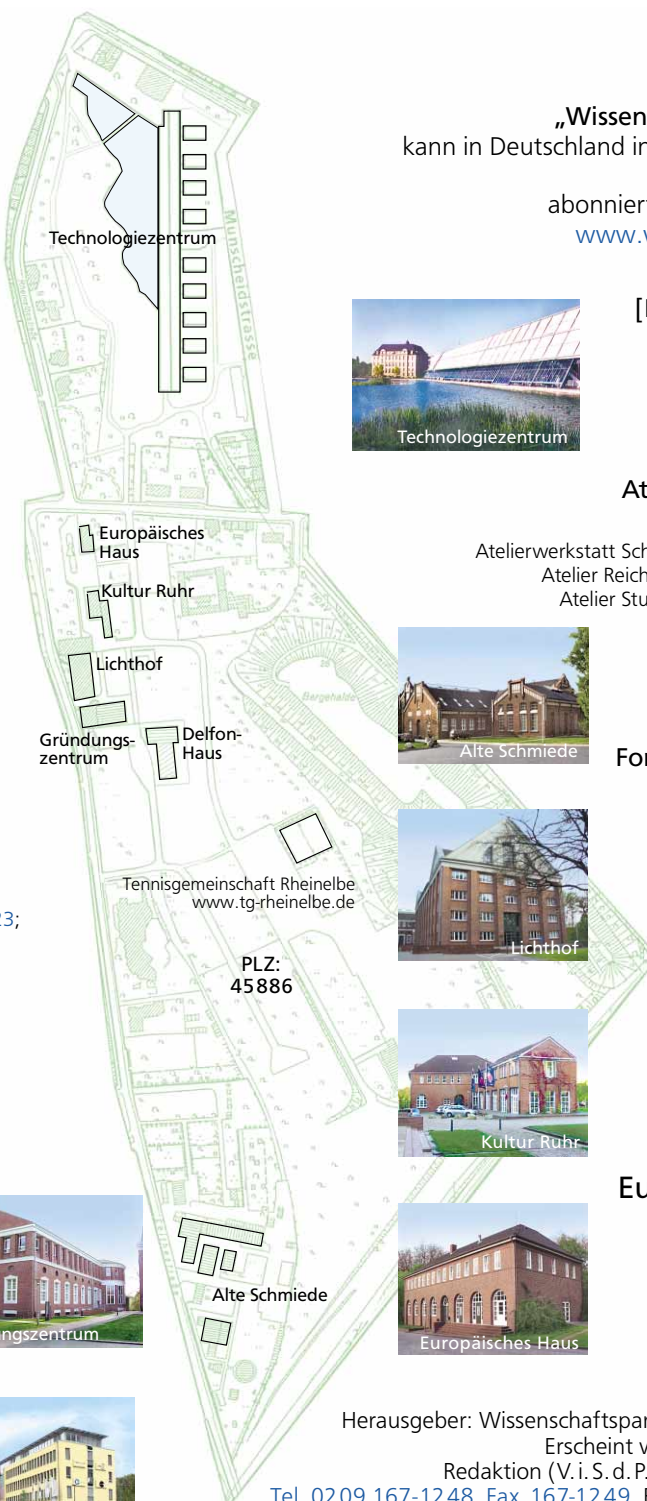 „Wissen
kann in Deutschland in
abonniert
www.
Technologiezentrum
Munscheidstrasse
Technologiezentrum
At
Atelierwerkstatt Sch
Atelier Reich
Atelier Stu
Europäisches
Haus
Kultur Ruhr
Lichthof
Gründungs-
zentrum
Delfon-
Haus
Bergehalde
Alte Schmiede
For
Tennisgemeinschaft Rheinelbe
www.tg-rheinelbe.de
23;
Lichthof
PLZ:
45886
Kultur Ruhr
Eu
ngszentrum
Alte Schmiede
Europäisches Haus
Herausgeber: Wissenschaftspar
Erscheint v
Redaktion (V.i.S.d.P.
Tel. 0209 167-1248, Fax 167-1249,